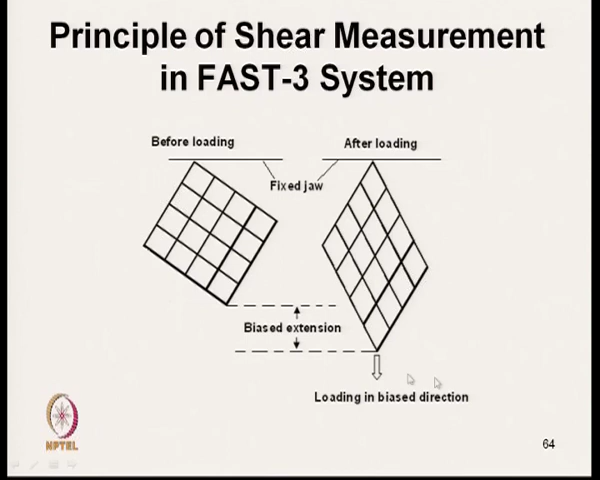 Principle of Shear Measurement
in FAST-3 System
Before loading
After loading
Fixed jaw
Biased extension
Loading in biased direction
NPTEL
64